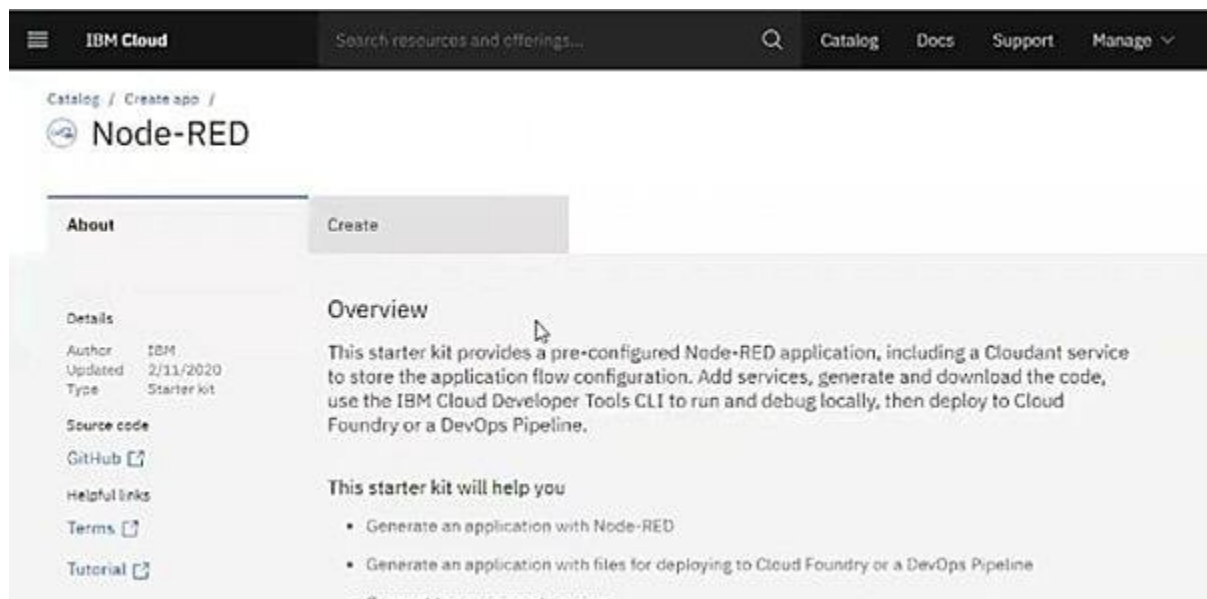 IBM Cloud
Search resources and offerings...
Catalog
Docs
Support
Manage
Catalog / Create app /
Node-RED
About
Create
Details
Author IBM
Updated 2/11/2020
Type Starter kit
Source code
GitHub
Helpful links
Terms
Tutorial
Overview
This starter kit provides a pre-configured Node-RED application, including a Cloudant service
to store the application flow configuration. Add services, generate and download the code,
use the IBM Cloud Developer Tools CLI to run and debug locally, then deploy to Cloud
Foundry or a DevOps Pipeline.
This starter kit will help you
• Generate an application with Node-RED
• Generate an application with files for deploying to Cloud Foundry or a DevOps Pipeline